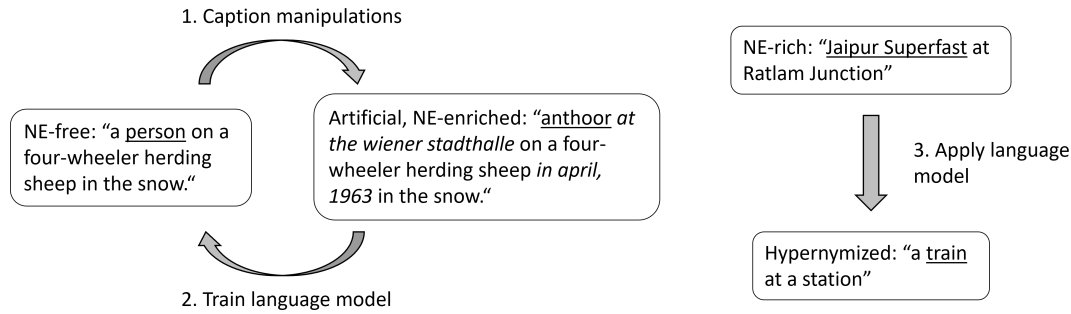 1. Caption manipulations
NE-free: “a person on a
four-wheeler herding
sheep in the snow.“
Artificial, NE-enriched: “anthoor at
the wiener stadthalle on a four-
wheeler herding sheep in april,
1963 in the snow.“
2. Train language model
NE-rich: “Jaipur Superfast at
Ratlam Junction”
3. Apply language
model
Hypernymized: “a train
at a station”